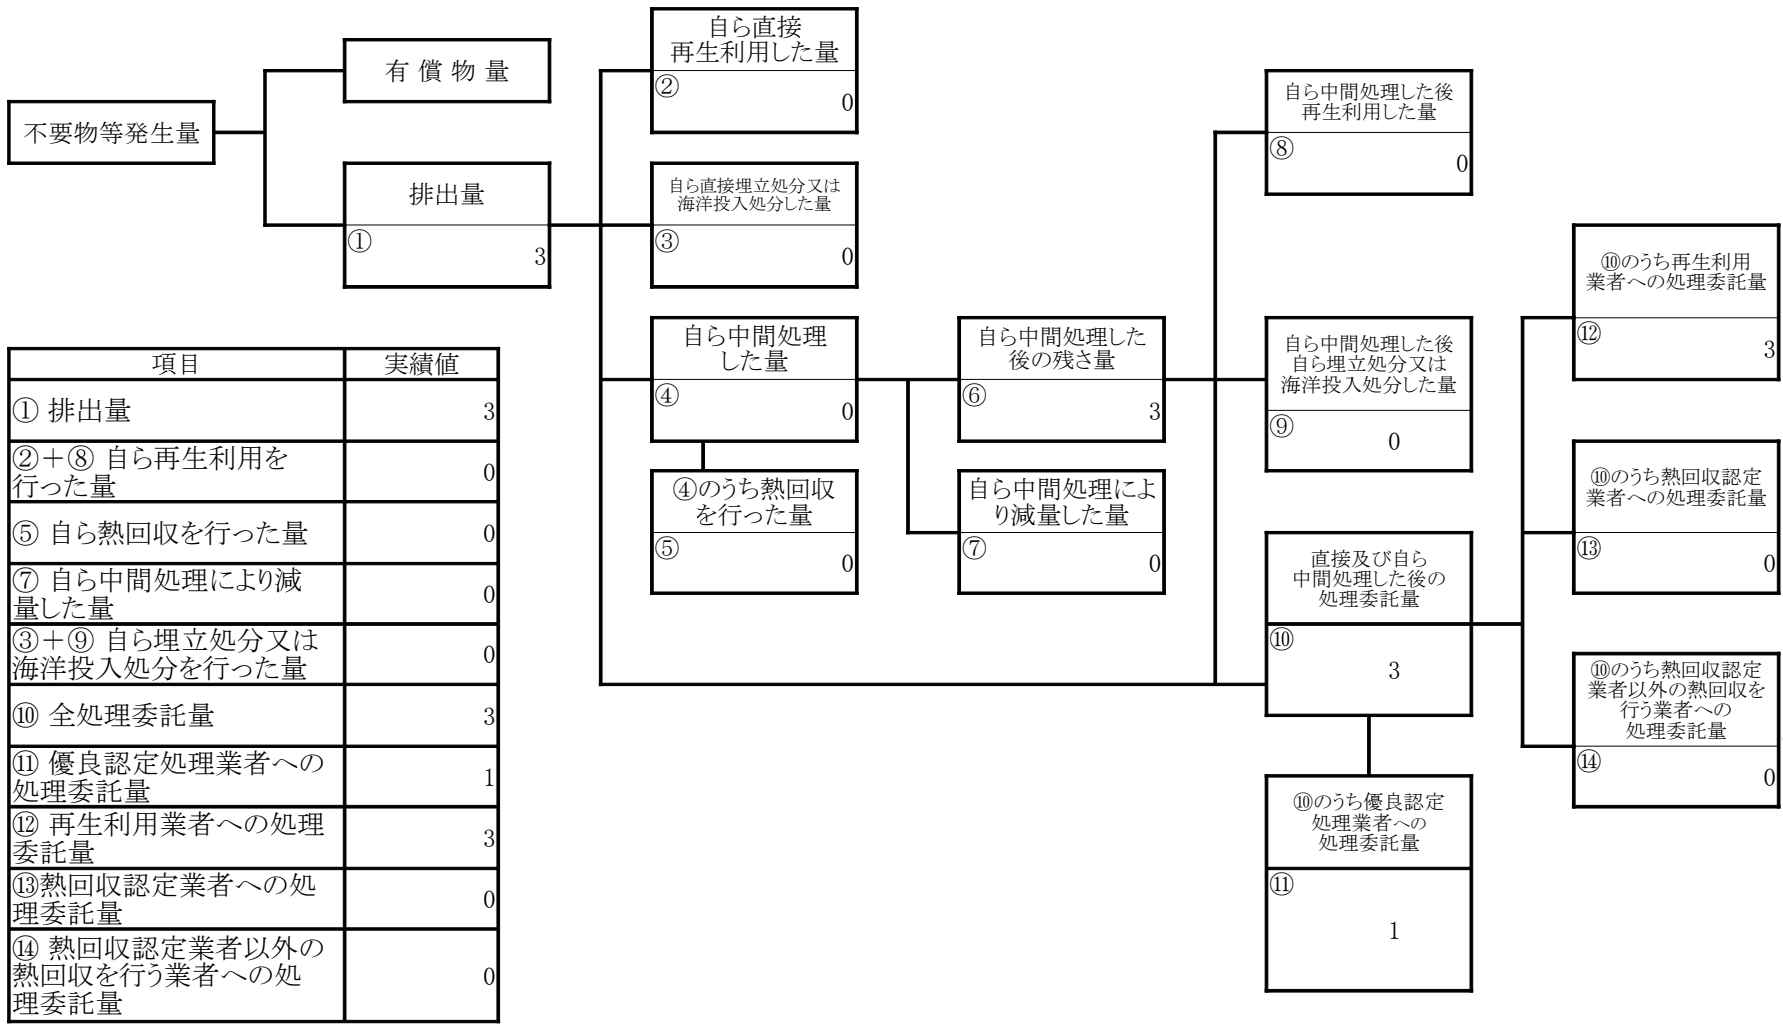 不要物等発生量
有 償 物 量
排出量
①
3
自ら直接
再生利用した量
②
0
自ら直接埋立処分又は
海洋投入処分した量
③
0
自ら中間処理
した量
④
0
④のうち熱回収
を行った量
⑤
0
自ら中間処理した
後の残さ量
⑥
3
自ら中間処理によ
り減量した量
⑦
0
自ら中間処理した後
再生利用した量
⑧
0
自ら中間処理した後
自ら埋立処分又は
海洋投入処分した量
⑨
0
直接及び自ら
中間処理した後の
処理委託量
⑩
3
⑩のうち優良認定
処理業者への
処理委託量
⑪
1
⑩のうち再生利用
業者への処理委託量
⑫
3
⑩のうち熱回収認定
業者への処理委託量
⑬
0
⑩のうち熱回収認定
業者以外の熱回収を
行う業者への
処理委託量
⑭
0
項目 実績値
① 排出量 3
②＋⑧ 自ら再生利用を
行った量 0
⑤ 自ら熱回収を行った量 0
⑦ 自ら中間処理により減
量した量 0
③＋⑨ 自ら埋立処分又は
海洋投入処分を行った量 0
⑩ 全処理委託量 3
⑪ 優良認定処理業者への
処理委託量 1
⑫ 再生利用業者への処理
委託量 3
⑬熱回収認定業者への処
理委託量 0
⑭ 熱回収認定業者以外の
熱回収を行う業者への処
理委託量 0